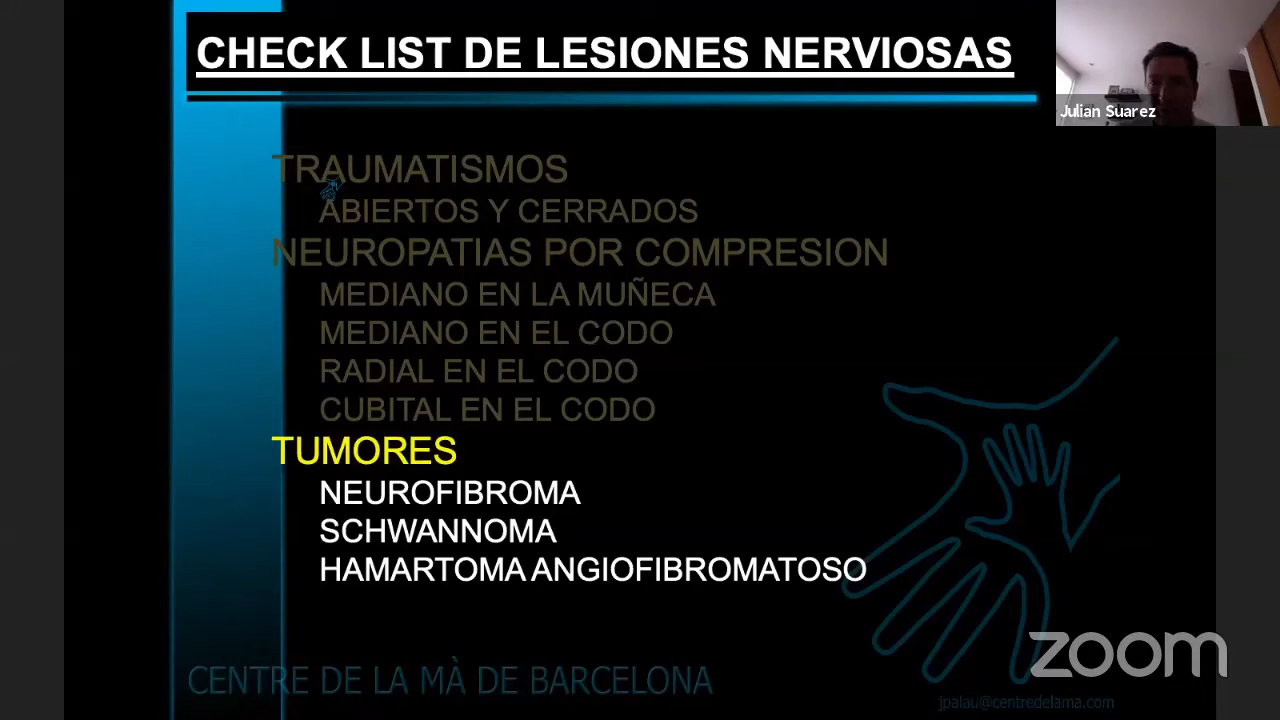 CHECK LIST DE LESIONES NERVIOSAS
Julian Suarez
TRAUMATISMOS
ABIERTOS Y CERRADOS
NEUROPATIAS POR COMPRESION
MEDIANO EN LA MUÑECA
MEDIANO EN EL CODO
RADIAL EN EL CODO
CUBITAL EN EL CODO
TUMORES
NEUROFIBROMA
SCHWANNOMA
HAMARTOMA ANGIOFIBROMATOSO
zoom
CENTRE DE LA MÀ DE BARCELONA
jpalau@centredelama.com